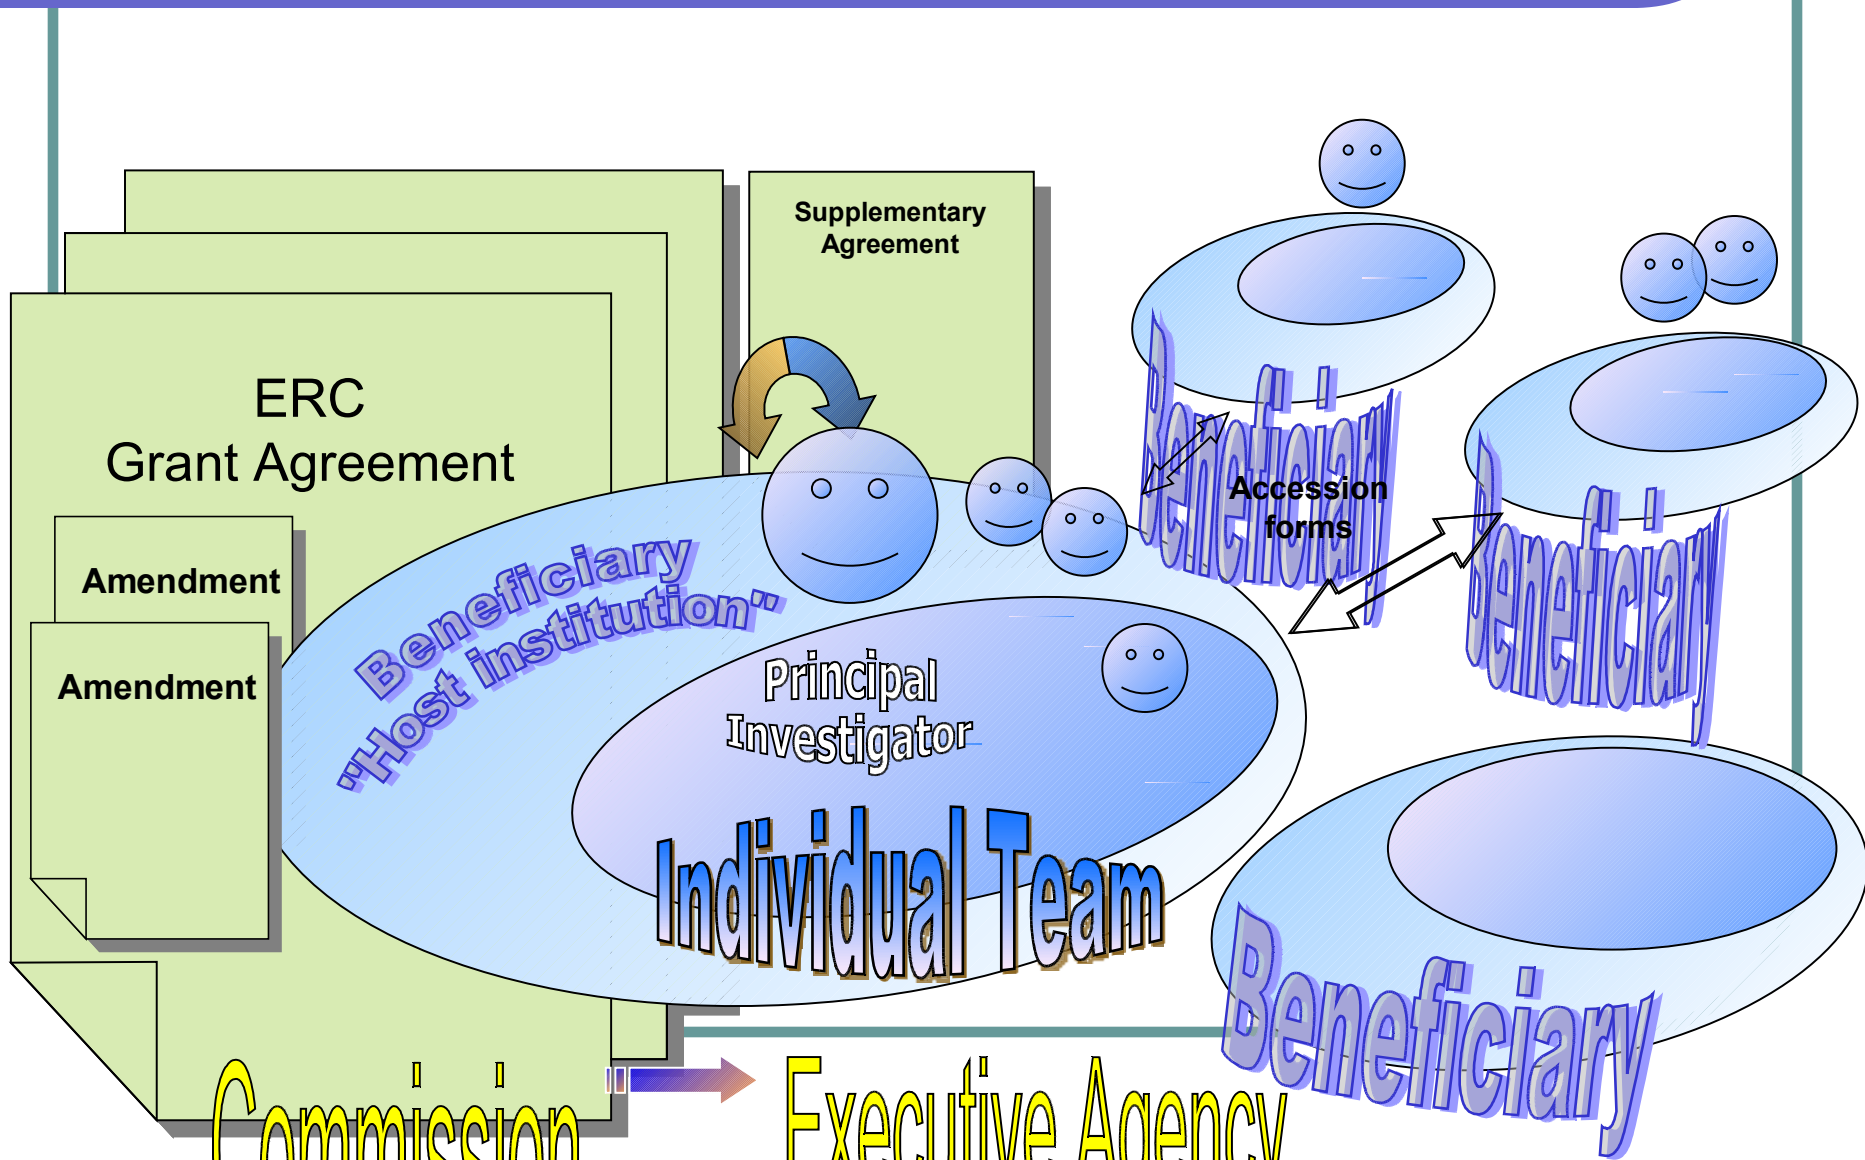 Supplementary
Agreement
ERC
Grant Agreement
Amendment
Amendment
Beneficiary
"Host institution"
Principal
Investigator
Individual Team
Beneficiary
Accession
forms
Beneficiary
Beneficiary
Commission
Executive Agency